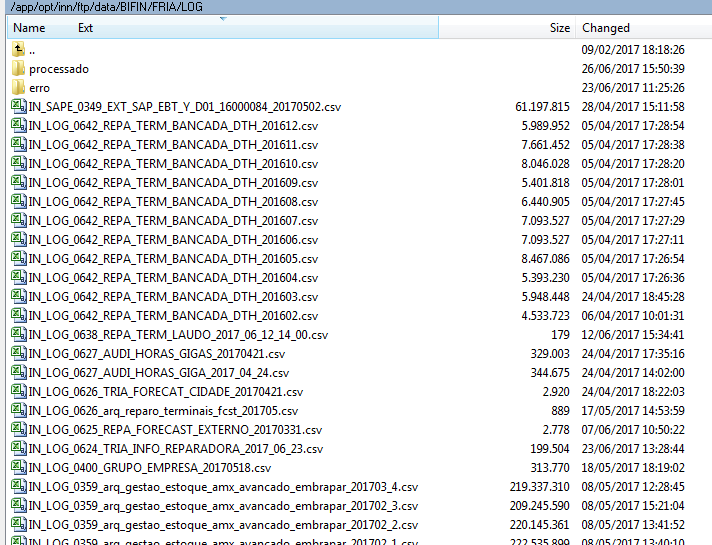 /app/opt/inn/ftp/data/BIFIN/FRIA/LOG
Name Ext Size Changed
.. 09/02/2017 18:18:26
processado 26/06/2017 15:50:39
erro 23/06/2017 11:25:26
IN_SAPE_0349_EXT_SAP_EBT_Y_D01_16000084_20170502.csv 61.197.815 28/04/2017 15:11:58
IN_LOG_0642_REPA_TERM_BANCADA_DTH_201612.csv 5.989.952 05/04/2017 17:28:54
IN_LOG_0642_REPA_TERM_BANCADA_DTH_201611.csv 7.661.452 05/04/2017 17:28:38
IN_LOG_0642_REPA_TERM_BANCADA_DTH_201610.csv 8.046.028 05/04/2017 17:28:20
IN_LOG_0642_REPA_TERM_BANCADA_DTH_201609.csv 5.401.818 05/04/2017 17:28:01
IN_LOG_0642_REPA_TERM_BANCADA_DTH_201608.csv 6.440.905 05/04/2017 17:27:45
IN_LOG_0642_REPA_TERM_BANCADA_DTH_201607.csv 7.093.527 05/04/2017 17:27:29
IN_LOG_0642_REPA_TERM_BANCADA_DTH_201606.csv 7.093.527 05/04/2017 17:27:11
IN_LOG_0642_REPA_TERM_BANCADA_DTH_201605.csv 8.467.086 05/04/2017 17:26:54
IN_LOG_0642_REPA_TERM_BANCADA_DTH_201604.csv 5.393.230 05/04/2017 17:26:36
IN_LOG_0642_REPA_TERM_BANCADA_DTH_201603.csv 5.948.448 24/04/2017 18:45:28
IN_LOG_0642_REPA_TERM_BANCADA_DTH_201602.csv 4.533.723 06/04/2017 10:01:31
IN_LOG_0638_REPA_TERM_LAUDO_2017_06_12_14_00.csv 179 12/06/2017 15:34:41
IN_LOG_0627_AUDI_HORAS_GIGAS_20170421.csv 329.003 24/04/2017 17:35:16
IN_LOG_0627_AUDI_HORAS_GIGA_2017_04_24.csv 344.675 24/04/2017 14:02:00
IN_LOG_0626_TRIA_FORECAT_CIDADE_20170421.csv 2.920 24/04/2017 18:22:03
IN_LOG_0626_arq_reparo_terminais_fcst_201705.csv 889 17/05/2017 14:53:59
IN_LOG_0625_REPA_FORECAST_EXTERNO_20170331.csv 2.778 07/06/2017 10:50:22
IN_LOG_0624_TRIA_INFO_REPARADORA_2017_06_23.csv 199.504 23/06/2017 13:28:44
IN_LOG_0400_GRUPO_EMPRESA_20170518.csv 313.770 18/05/2017 18:19:02
IN_LOG_0359_arq_gestao_estoque_amx_avancado_embrapar_201703_4.csv 219.337.310 08/05/2017 12:28:45
IN_LOG_0359_arq_gestao_estoque_amx_avancado_embrapar_201702_3.csv 209.245.590 08/05/2017 15:21:04
IN_LOG_0359_arq_gestao_estoque_amx_avancado_embrapar_201702_2.csv 220.145.361 08/05/2017 13:41:52
IN_LOG_0359_arq_gestao_estoque_amx_avancado_embrapar_201702_1.csv 222.535.899 08/05/2017 13:40:10